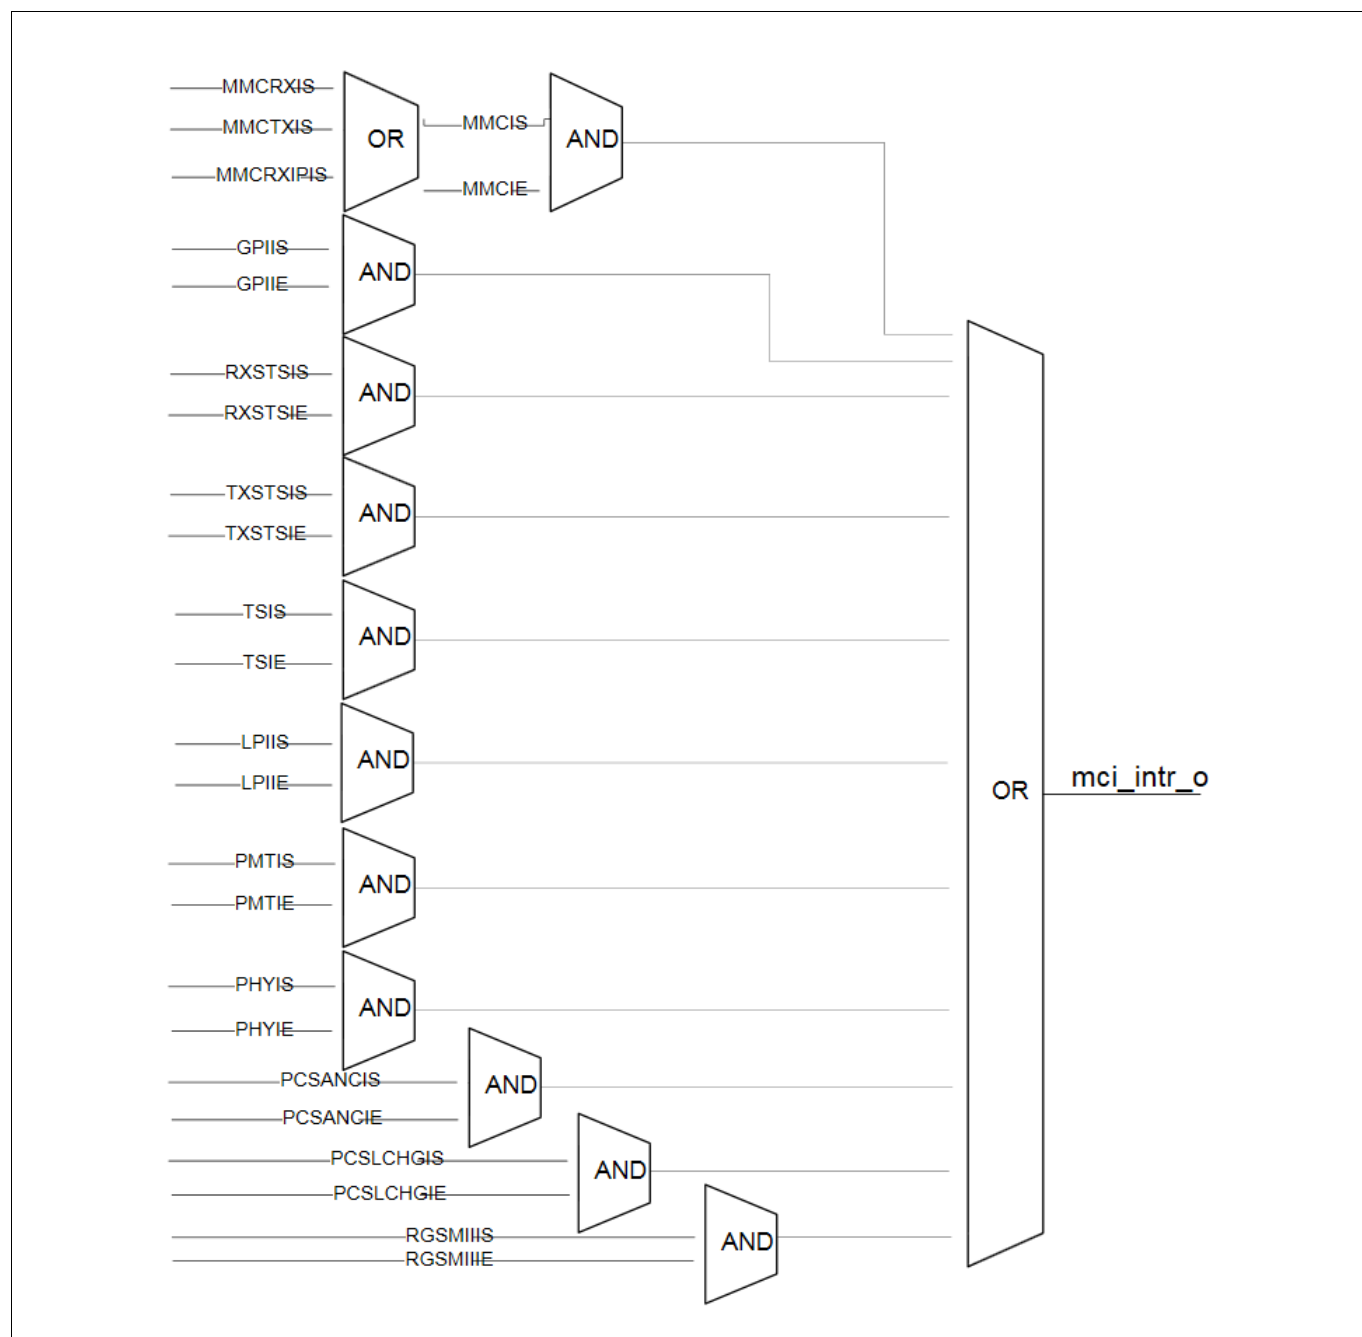 MMCRXIS
MMCTXIS
MMCRXIPIS
OR
MMCIS
MMCIE
AND
GPIIS
GPIIE
AND
RXSTSIS
RXSTSIE
AND
TXSTSIS
TXSTSIE
AND
TSIS
TSIE
AND
LPIIS
LPIIE
AND
PMTIS
PMTIE
AND
PHYIS
PHYIE
AND
PCSANCIS
PCSANCIE
AND
PCSLCHGIS
PCSLCHGIE
AND
RGSMIIIS
RGSMIIIE
AND
OR
mci_intr_o